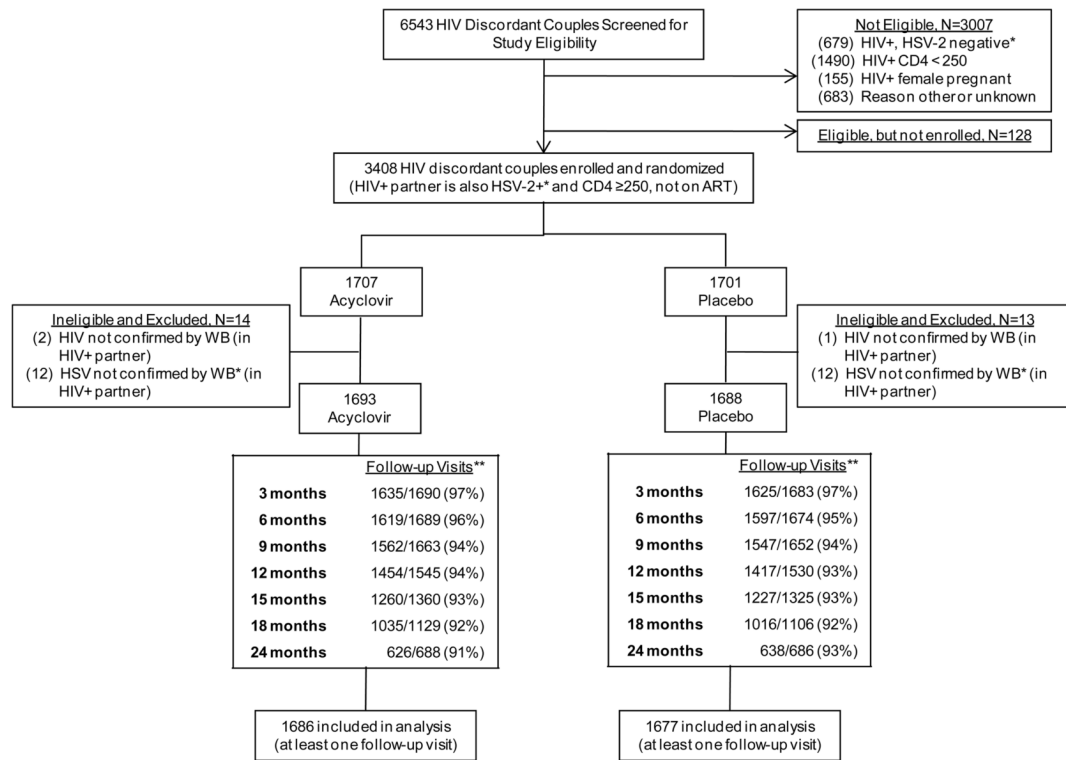 6543 HIV Discordant Couples Screened for
Study Eligibility
Not Eligible, N=3007
(679) HIV+, HSV-2 negative*
(1490) HIV+ CD4 < 250
(155) HIV+ female pregnant
(683) Reason other or unknown
Eligible, but not enrolled, N=128
3408 HIV discordant couples enrolled and randomized
(HIV+ partner is also HSV-2+* and CD4 ≥250, not on ART)
1707
Acyclovir
1701
Placebo
Ineligible and Excluded, N=14
(2) HIV not confirmed by WB (in
HIV+ partner)
(12) HSV not confirmed by WB* (in
HIV+ partner)
Ineligible and Excluded, N=13
(1) HIV not confirmed by WB (in
HIV+ partner)
(12) HSV not confirmed by WB* (in
HIV+ partner)
1693
Acyclovir
1688
Placebo
Follow-up Visits**
3 months 1635/1690 (97%)
6 months 1619/1689 (96%)
9 months 1562/1663 (94%)
12 months 1454/1545 (94%)
15 months 1260/1360 (93%)
18 months 1035/1129 (92%)
24 months 626/688 (91%)
Follow-up Visits**
3 months 1625/1683 (97%)
6 months 1597/1674 (95%)
9 months 1547/1652 (94%)
12 months 1417/1530 (93%)
15 months 1227/1325 (93%)
18 months 1016/1106 (92%)
24 months 638/686 (93%)
1686 included in analysis
(at least one follow-up visit)
1677 included in analysis
(at least one follow-up visit)